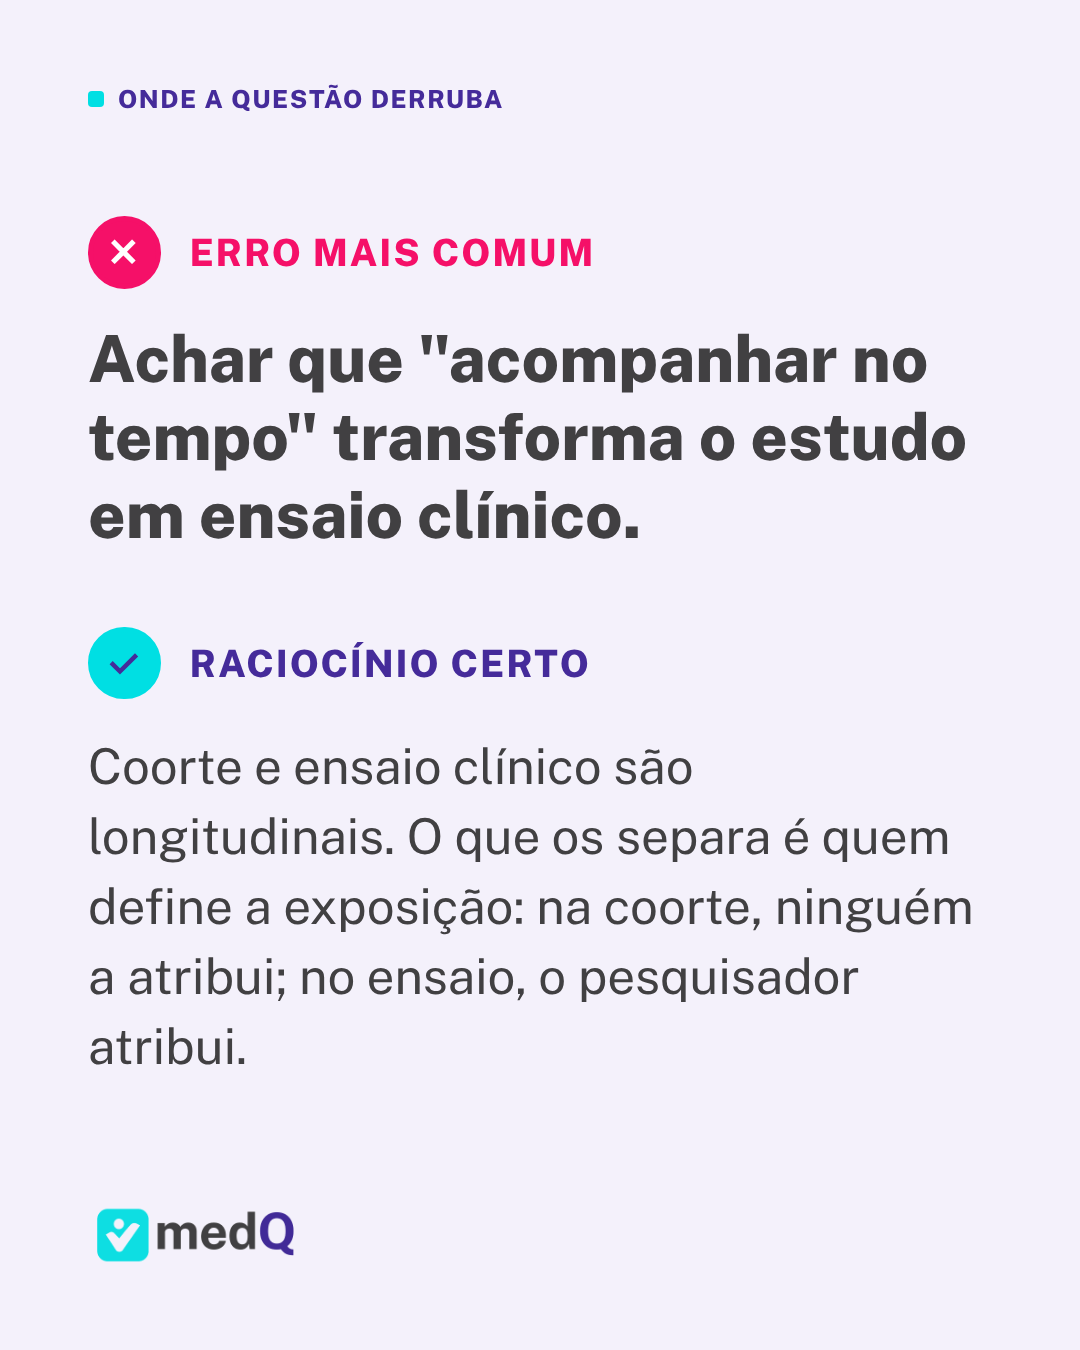 ONDE A QUESTÃO DERRUBA
ERRO MAIS COMUM
Achar que "acompanhar no
tempo" transforma o estudo
em ensaio clínico.
RACIOCÍNIO CERTO
Coorte e ensaio clínico são
longitudinais. O que os separa é quem
define a exposição: na coorte, ninguém
a atribui; no ensaio, o pesquisador
atribui.
medQ